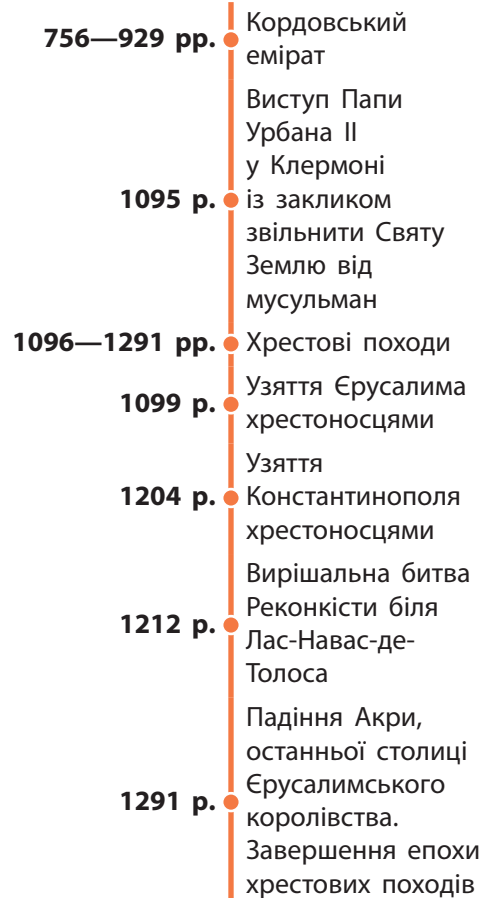 756—929 рр.
Кордовський
емірат
Виступ Папи
Урбана II
у Клермоні
1095 р.
із закликом
звільнити Святу
Землю від
мусульман
1096—1291 рр.
Хрестові походи
1099 р.
Узяття Єрусалима
хрестоносцями
1204 р.
Узяття
Константинополя
хрестоносцями
1212 р.
Вирішальна битва
Реконкісти біля
Лас-Навас-де-
Толоса
1291 р.
Падіння Акри,
останньої столиці
Єрусалимського
королівства.
Завершення епохи
хрестових походів